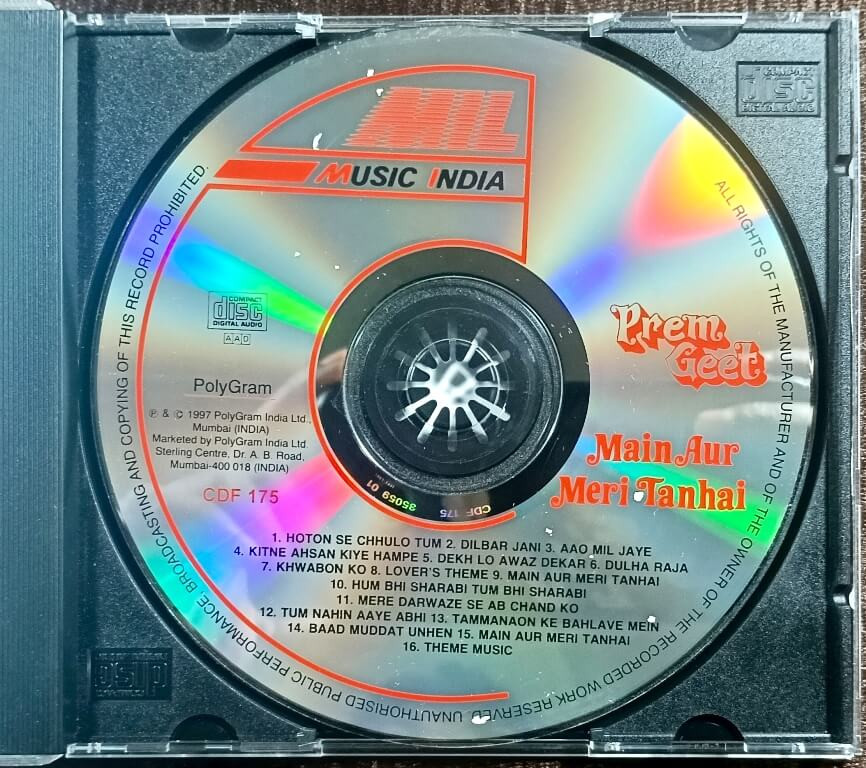 MIL
MUSIC INDIA
COMPACT
disc
DIGITAL AUDIO
COMPACT
disc
DIGITAL AUDIO
AAD
Prem
Geet
PolyGram
℗ & © 1997 PolyGram India Ltd.,
Mumbai (INDIA)
Marketed by PolyGram India Ltd.
Sterling Centre, Dr. A. B. Road,
Mumbai-400 018 (INDIA)
CDF 175
Main Aur
Meri Tanhai
CDF 175 35059 01
1. HOTON SE CHHULO TUM 2. DILBAR JANI 3. AAO MIL JAYE
4. KITNE AHSAN KIYE HAMPE 5. DEKH LO AWAZ DEKAR 6. DULHA RAJA
7. KHWABON KO 8. LOVER'S THEME 9. MAIN AUR MERI TANHAI
10. HUM BHI SHARABI TUM BHI SHARABI
11. MERE DARWAZE SE AB CHAND KO
12. TUM NAHIN AAYE ABHI 13. TAMMANAON KE BAHLAVE MEIN
14. BAAD MUDDAT UNHEN 15. MAIN AUR MERI TANHAI
16. THEME MUSIC
ALL RIGHTS OF THE MANUFACTURER AND OF THE OWNER OF THE RECORDED WORK RESERVED. UNAUTHORISED PUBLIC PERFORMANCE, BROADCASTING AND COPYING OF THIS RECORD PROHIBITED.
disc